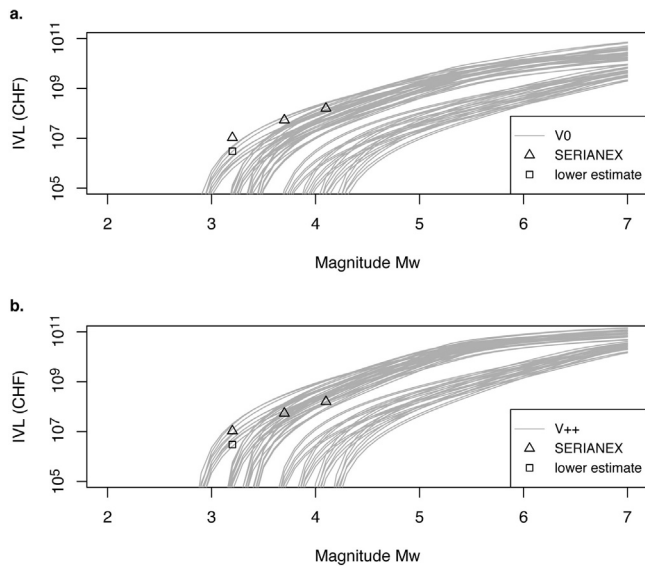 a.
IVL (CHF)
10^11
10^9
10^7
10^5
V0
SERIANEX
lower estimate
2 3 4 5 6 7
Magnitude Mw
b.
IVL (CHF)
10^11
10^9
10^7
10^5
V++
SERIANEX
lower estimate
2 3 4 5 6 7
Magnitude Mw